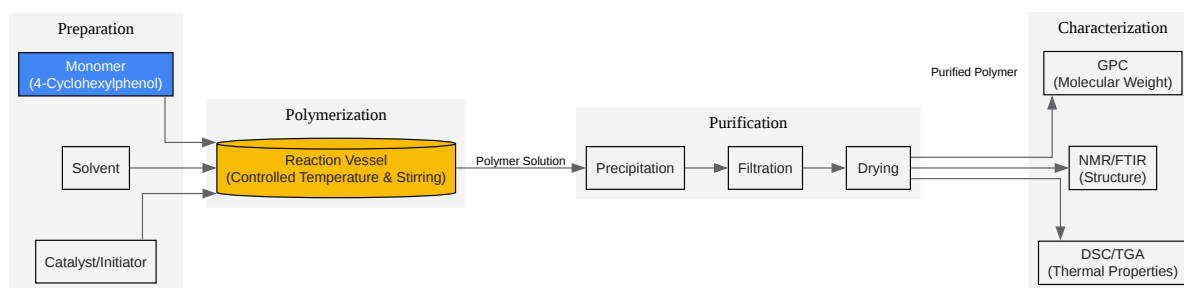 Preparation
Monomer
(4-Cyclohexylphenol)
Solvent
Catalyst/Initiator
Polymerization
Reaction Vessel
(Controlled Temperature & Stirring)
Polymer Solution
Purification
Precipitation
Filtration
Drying
Purified Polymer
Characterization
GPC
(Molecular Weight)
NMR/FTIR
(Structure)
DSC/TGA
(Thermal Properties)